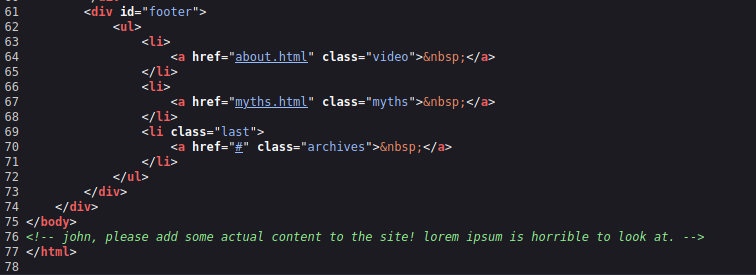 61 <div id="footer">
62 <ul>
63 <li>
64 <a href="about.html" class="video">&nbsp;</a>
65 </li>
66 <li>
67 <a href="myths.html" class="myths">&nbsp;</a>
68 </li>
69 <li class="last">
70 <a href="#" class="archives">&nbsp;</a>
71 </li>
72 </ul>
73 </div>
74 </div>
75 </body>
76 <!-- john, please add some actual content to the site! lorem ipsum is horrible to look at. -->
77 </html>
78